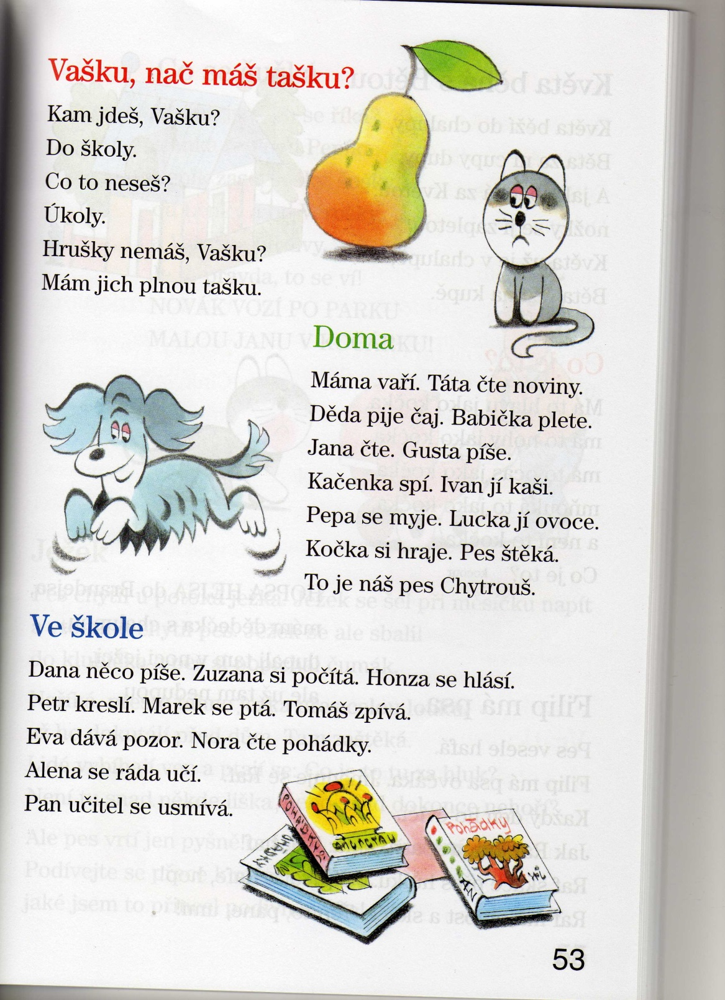 Vašku, nač máš tašku?
Kam jdeš, Vašku?
Do školy.
Co to neseš?
Úkoly.
Hrušky nemáš, Vašku?
Mám jich plnou tašku.
Doma
Máma vaří. Táta čte noviny.
Děda pije čaj. Babička plete.
Jana čte. Gusta píše.
Kačenka spí. Ivan jí kaši.
Pepa se myje. Lucka jí ovoce.
Kočka si hraje. Pes štěká.
To je náš pes Chytrouš.
Ve škole
Dana něco píše. Zuzana si počítá. Honza se hlásí.
Petr kreslí. Marek se ptá. Tomáš zpívá.
Eva dává pozor. Nora čte pohádky.
Alena se ráda učí.
Pan učitel se usmívá.
POHÁDKY
Pohádky
53